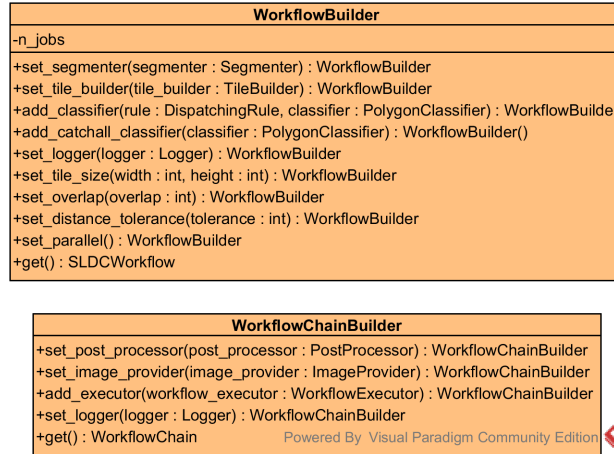 WorkflowBuilder
-n_jobs
+set_segmenter(segmenter : Segmenter) : WorkflowBuilder
+set_tile_builder(tile_builder : TileBuilder) : WorkflowBuilder
+add_classifier(rule : DispatchingRule, classifier : PolygonClassifier) : WorkflowBuilde
+add_catchall_classifier(classifier : PolygonClassifier) : WorkflowBuilder()
+set_logger(logger : Logger) : WorkflowBuilder
+set_tile_size(width : int, height : int) : WorkflowBuilder
+set_overlap(overlap : int) : WorkflowBuilder
+set_distance_tolerance(tolerance : int) : WorkflowBuilder
+set_parallel() : WorkflowBuilder
+get() : SLDCWorkflow
WorkflowChainBuilder
+set_post_processor(post_processor : PostProcessor) : WorkflowChainBuilder
+set_image_provider(image_provider : ImageProvider) : WorkflowChainBuilder
+add_executor(workflow_executor : WorkflowExecutor) : WorkflowChainBuilder
+set_logger(logger : Logger) : WorkflowChainBuilder
+get() : WorkflowChain
Powered By Visual Paradigm Community Edition